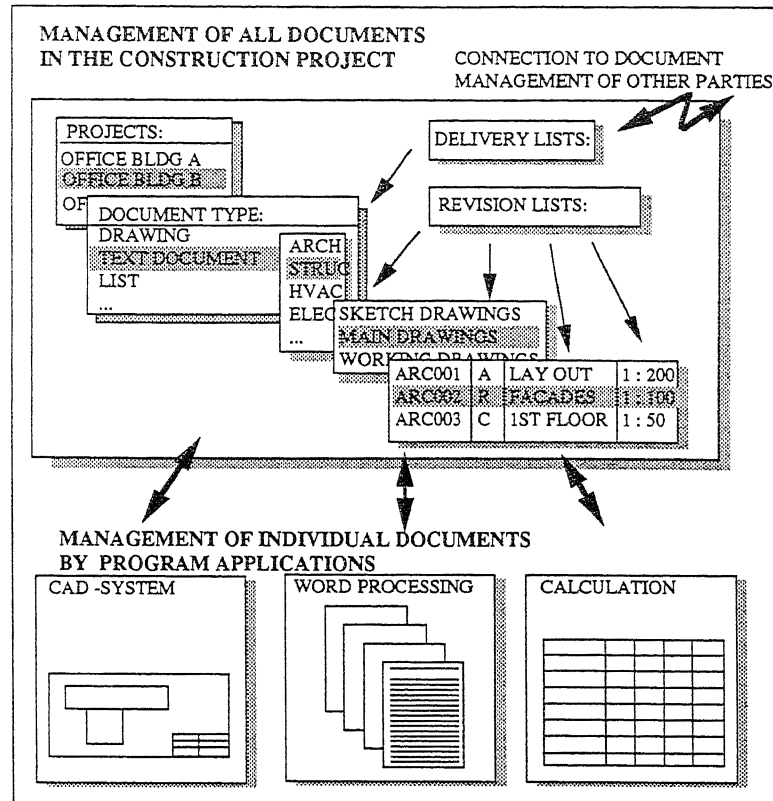 MANAGEMENT OF ALL DOCUMENTS
IN THE CONSTRUCTION PROJECT
CONNECTION TO DOCUMENT
MANAGEMENT OF OTHER PARTIES
PROJECTS:
OFFICE BLDG A
OFFICE BLDG B
OF
DELIVERY LISTS:
REVISION LISTS:
DOCUMENT TYPE:
DRAWING
TEXT DOCUMENT
LIST
...
ARCH
STRUC
HVAC
ELEC
...
SKETCH DRAWINGS
MAIN DRAWINGS
WORKING DRAWINGS
ARC001 A LAY OUT 1 : 200
ARC002 R FACADES 1 : 100
ARC003 C 1ST FLOOR 1 : 50
MANAGEMENT OF INDIVIDUAL DOCUMENTS
BY PROGRAM APPLICATIONS
CAD -SYSTEM
WORD PROCESSING
CALCULATION